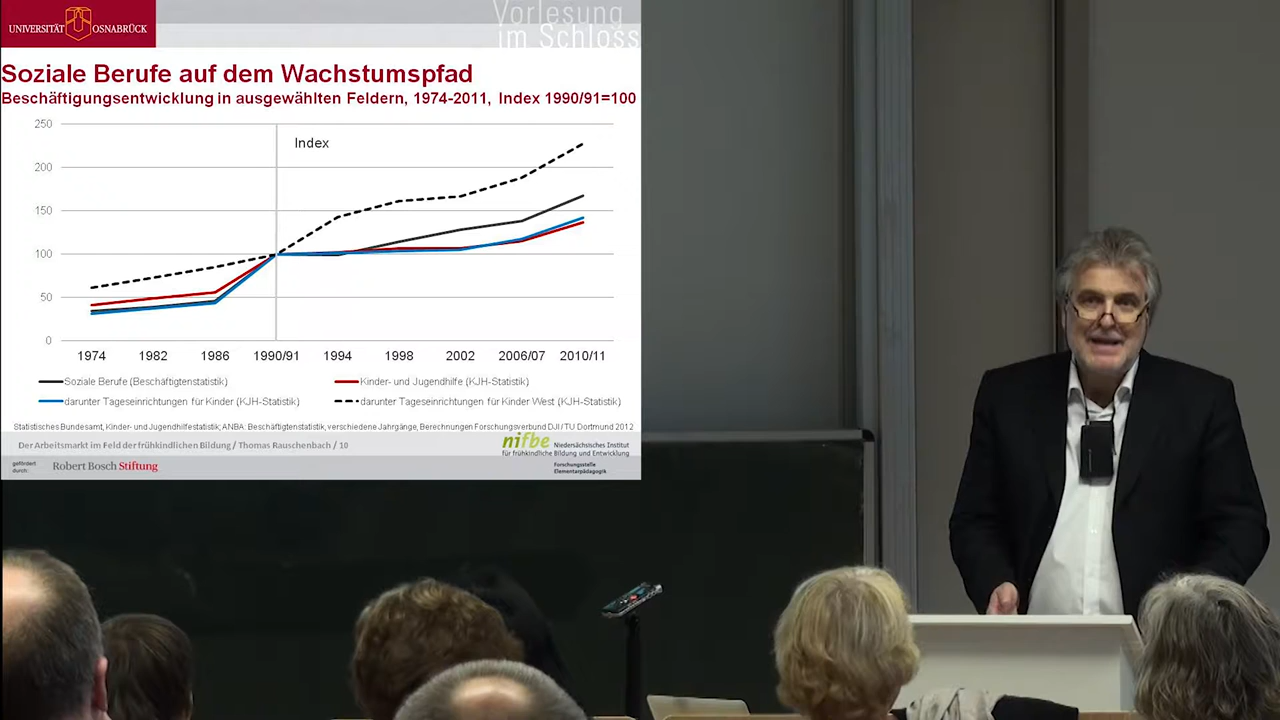 UNIVERSITÄT OSNABRÜCK
Vorlesung
im Schloss
Soziale Berufe auf dem Wachstumspfad
Beschäftigungsentwicklung in ausgewählten Feldern, 1974-2011, Index 1990/91=100
250
Index
200
150
100
50
0
1974 1982 1986 1990/91 1994 1998 2002 2006/07 2010/11
Soziale Berufe (Beschäftigtenstatistik) Kinder- und Jugendhilfe (KJH-Statistik)
darunter Tageseinrichtungen für Kinder (KJH-Statistik) darunter Tageseinrichtungen für Kinder West (KJH-Statistik)
Statistisches Bundesamt, Kinder- und Jugendhilfestatistik; ANBA: Beschäftigtenstatistik, verschiedene Jahrgänge, Berechnungen Forschungsverbund DJI/TU Dortmund 2012
Der Arbeitsmarkt im Feld der frühkindlichen Bildung / Thomas Rauschenbach / 10
nifbe Niedersächsisches Institut
für frühkindliche Bildung und Entwicklung
gefördert
durch:
Robert Bosch Stiftung
Forschungsstelle
Elementarpädagogik